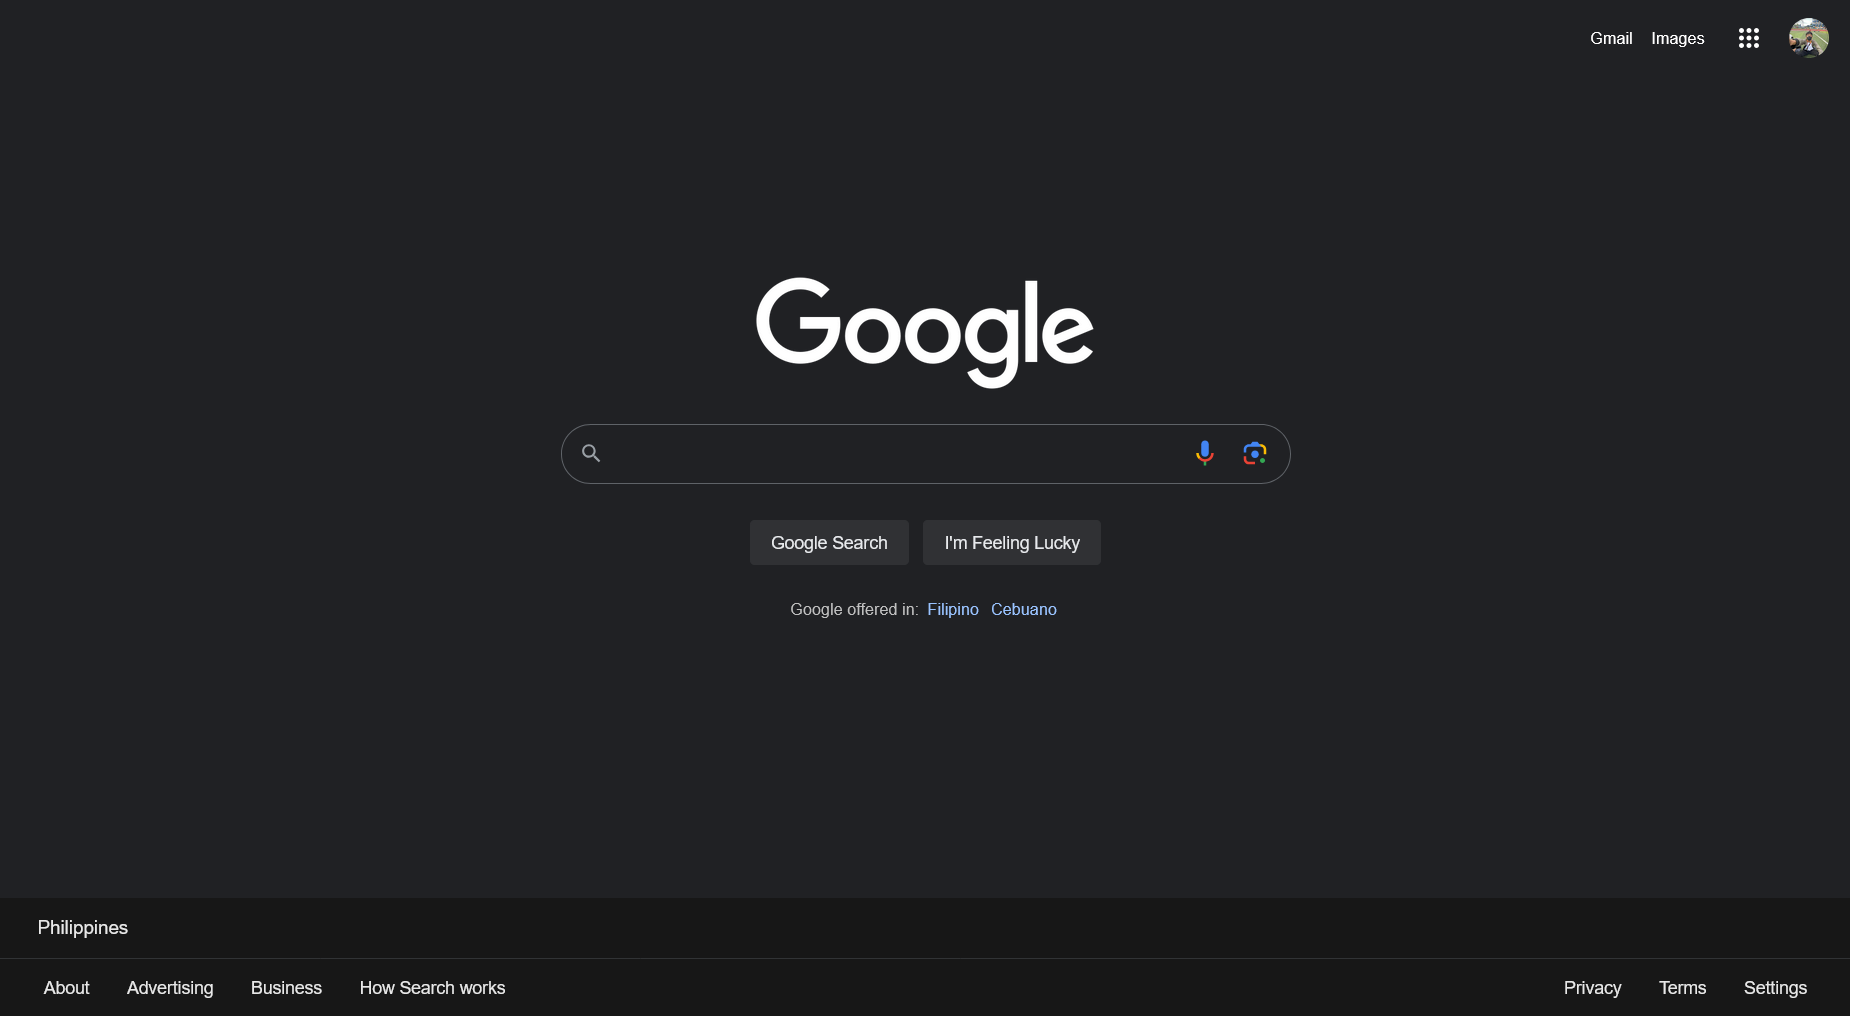 Gmail Images
Google
Google Search I'm Feeling Lucky
Google offered in: Filipino Cebuano
Philippines
About Advertising Business How Search works Privacy Terms Settings